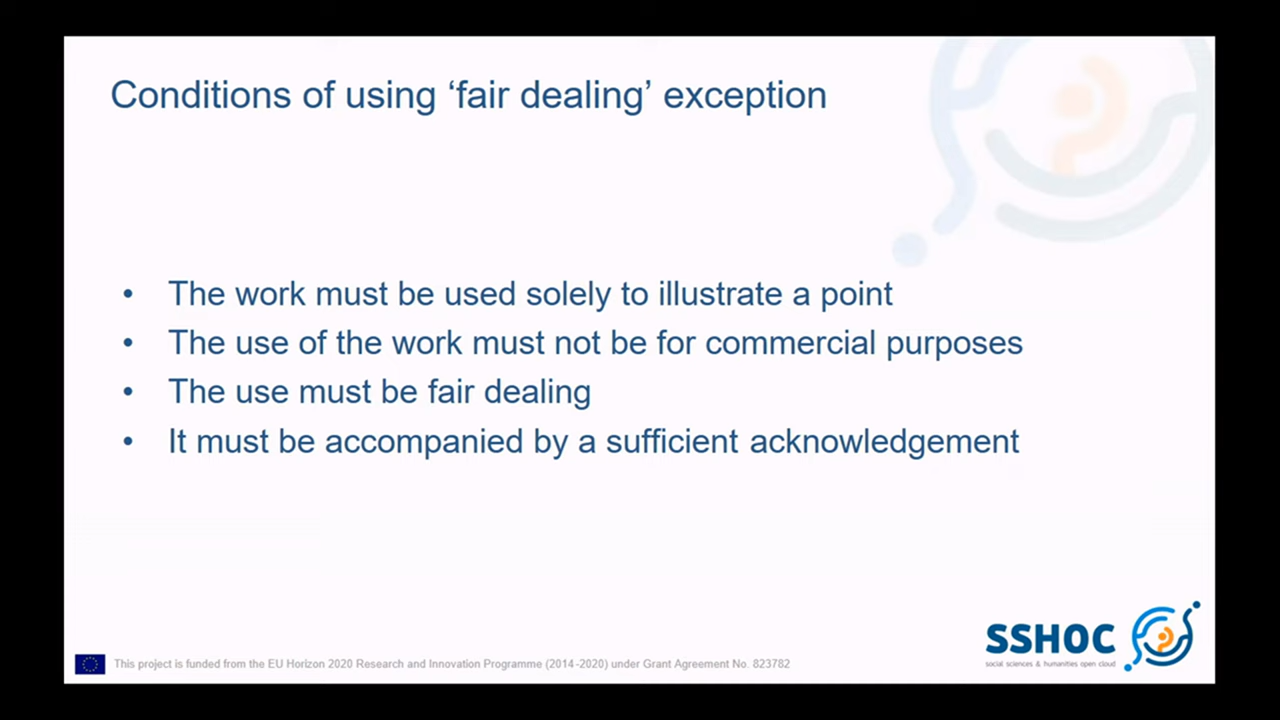 Conditions of using ‘fair dealing’ exception
• The work must be used solely to illustrate a point
• The use of the work must not be for commercial purposes
• The use must be fair dealing
• It must be accompanied by a sufficient acknowledgement
SSHOC
social sciences & humanities open cloud
This project is funded from the EU Horizon 2020 Research and Innovation Programme (2014-2020) under Grant Agreement No. 823782